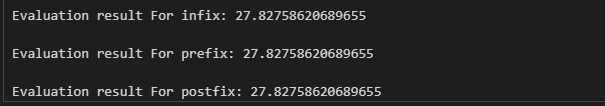 Evaluation result For infix: 27.82758620689655
Evaluation result For prefix: 27.82758620689655
Evaluation result For postfix: 27.82758620689655